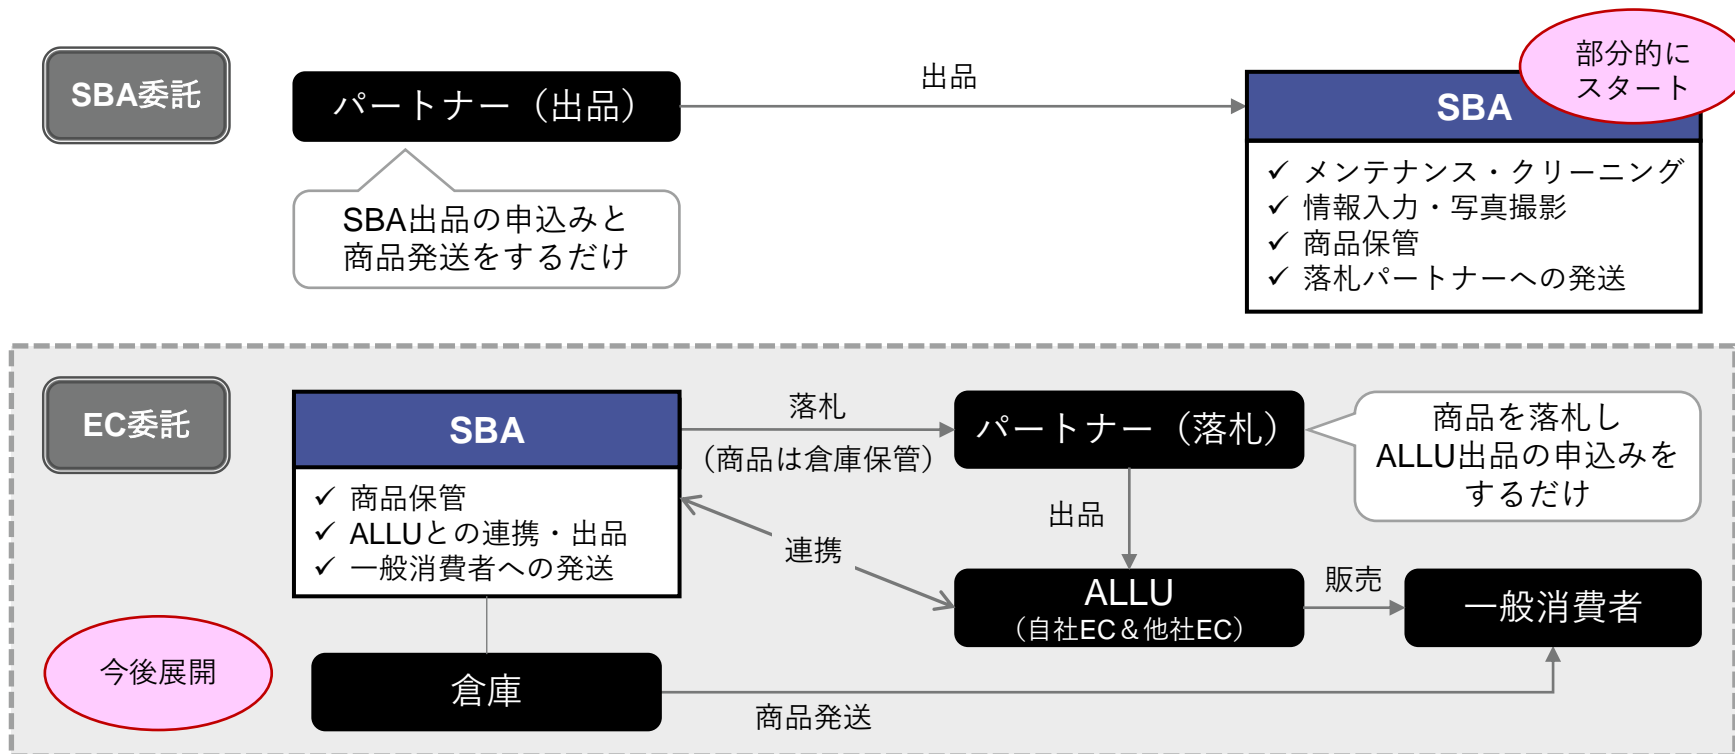 SBA委託
パートナー（出品）
出品
部分的に
スタート
SBA
✓ メンテナンス・クリーニング
✓ 情報入力・写真撮影
✓ 商品保管
✓ 落札パートナーへの発送
SBA出品の申込みと
商品発送をするだけ
EC委託
SBA
✓ 商品保管
✓ ALLUとの連携・出品
✓ 一般消費者への発送
落札
（商品は倉庫保管）
パートナー（落札）
商品を落札し
ALLU出品の申込みを
するだけ
出品
連携
ALLU
（自社EC＆他社EC）
販売
一般消費者
今後展開
倉庫
商品発送